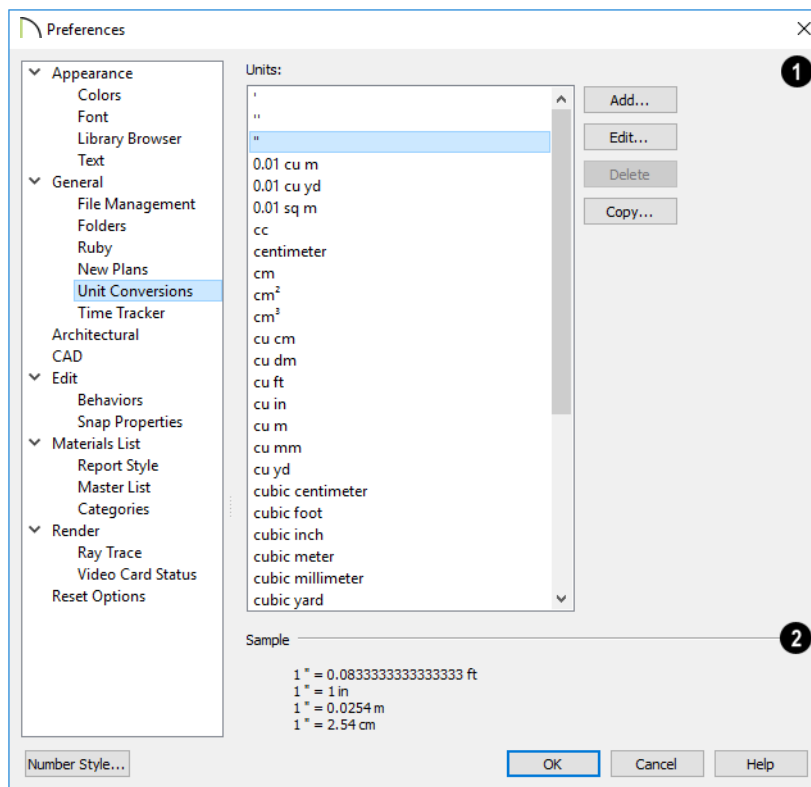 Preferences
Appearance
Colors
Font
Library Browser
Text
General
File Management
Folders
Ruby
New Plans
Unit Conversions
Time Tracker
Architectural
CAD
Edit
Behaviors
Snap Properties
Materials List
Report Style
Master List
Categories
Render
Ray Trace
Video Card Status
Reset Options
Units:
'
''
"
0.01 cu m
0.01 cu yd
0.01 sq m
cc
centimeter
cm
cm²
cm³
cu cm
cu dm
cu ft
cu in
cu m
cu mm
cu yd
cubic centimeter
cubic foot
cubic inch
cubic meter
cubic millimeter
cubic yard
Add...
Edit...
Delete
Copy...
1
Sample
2
1 " = 0.0833333333333333 ft
1 " = 1 in
1 " = 0.0254 m
1 " = 2.54 cm
Number Style...
OK
Cancel
Help